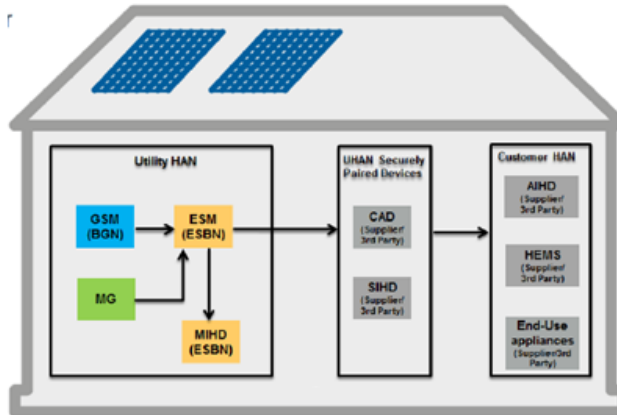 r
Utility HAN
GSM
(BGN)
ESM
(ESBN)
MG
MIHD
(ESBN)
UHAN Securely
Paired Devices
CAD
(Supplier/
3rd Party)
SIHD
(Supplier/
3rd Party)
Customer HAN
AIHD
(Supplier/
3rd Party)
HEMS
(Supplier/
3rd Party)
End-Use
appliances
(Supplier/3rd
Party)